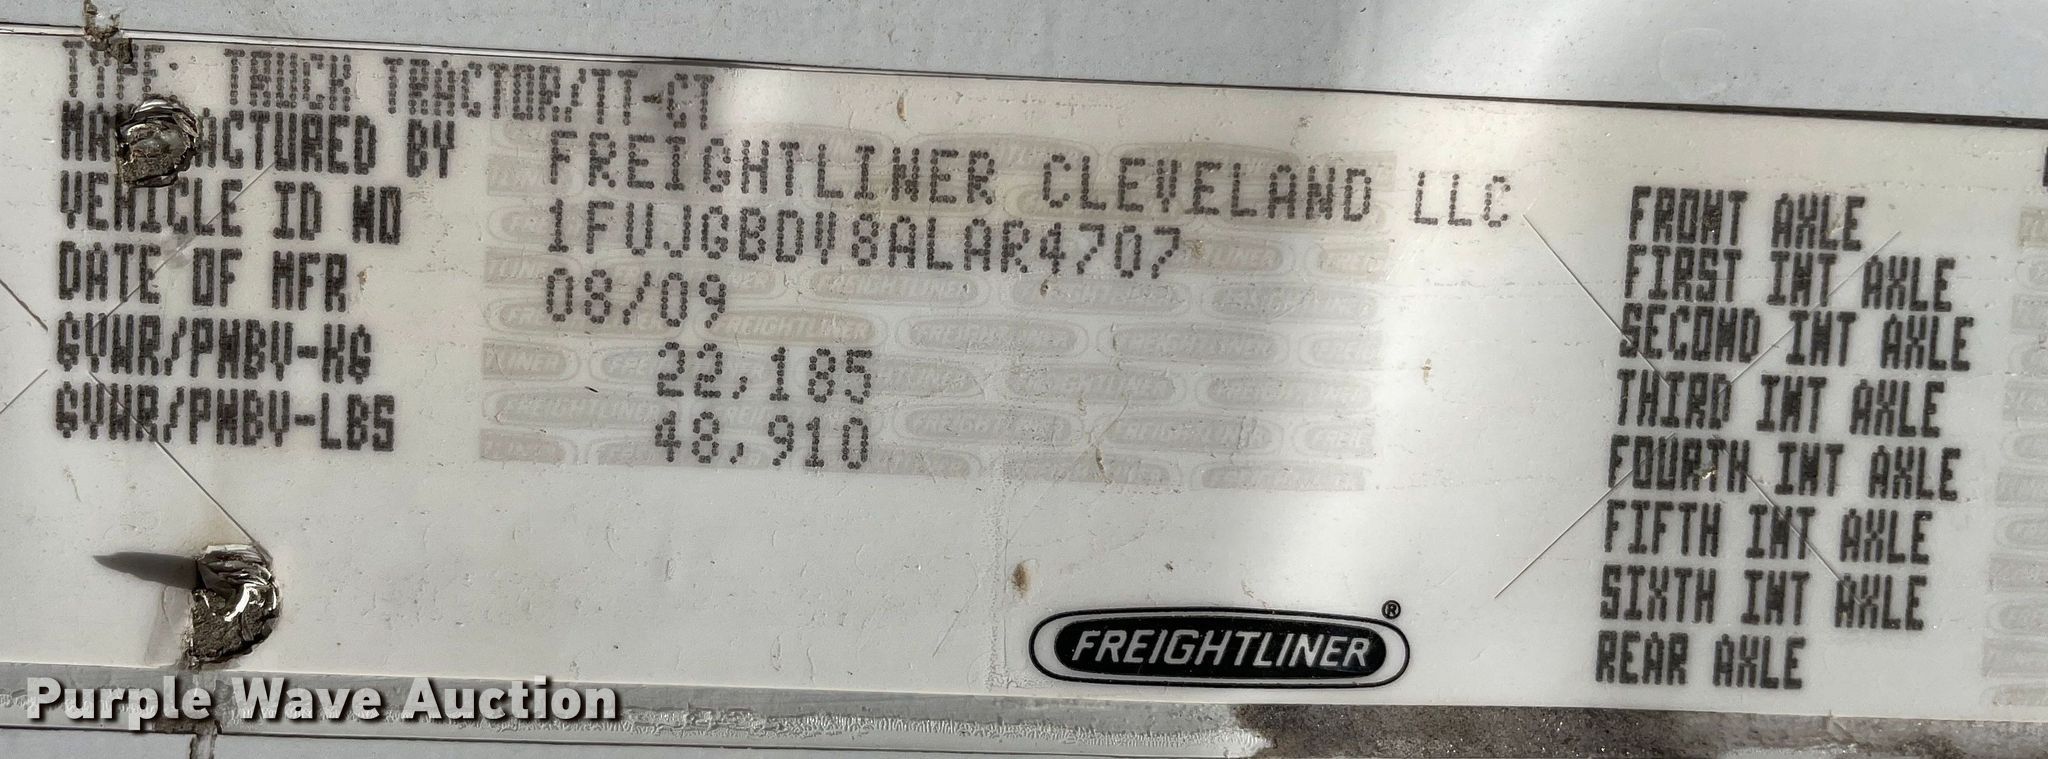 TYPE: TRUCK TRACTOR/TT-CT
MANUFACTURED BY FREIGHTLINER CLEVELAND LLC
VEHICLE ID NO 1FUJGBDV8ALAR4707
DATE OF MFR 08/09
GVWR/PNBV-KG 22,185
GVWR/PNBV-LBS 48,910
FRONT AXLE
FIRST INT AXLE
SECOND INT AXLE
THIRD INT AXLE
FOURTH INT AXLE
FIFTH INT AXLE
SIXTH INT AXLE
REAR AXLE
FREIGHTLINER®
Purple Wave Auction